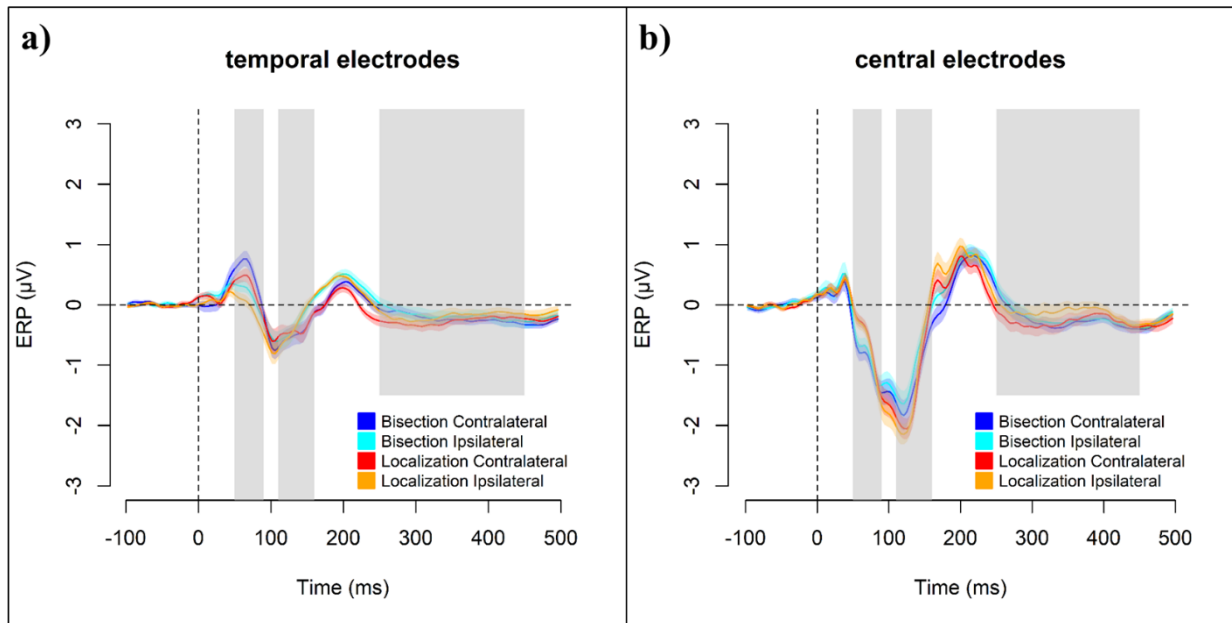 a)
temporal electrodes
ERP (µV)
3
2
1
0
-1
-2
-3
Bisection Contralateral
Bisection Ipsilateral
Localization Contralateral
Localization Ipsilateral
-100 0 100 200 300 400 500
Time (ms)
b)
central electrodes
ERP (µV)
3
2
1
0
-1
-2
-3
Bisection Contralateral
Bisection Ipsilateral
Localization Contralateral
Localization Ipsilateral
-100 0 100 200 300 400 500
Time (ms)